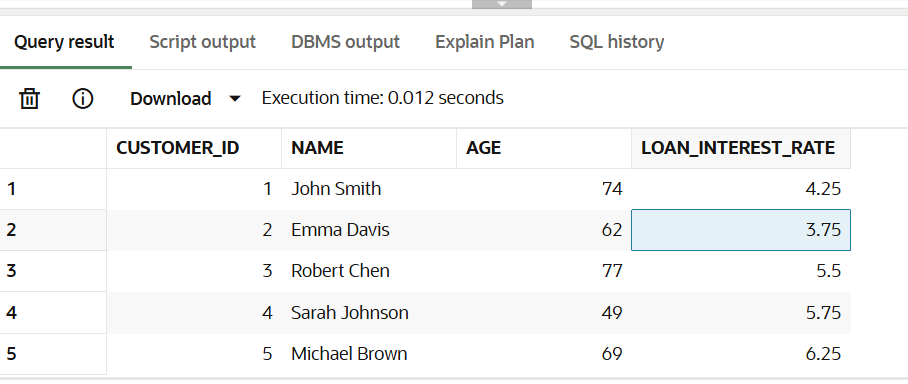 Query result Script output DBMS output Explain Plan SQL history
Download Execution time: 0.012 seconds
CUSTOMER_ID NAME AGE LOAN_INTEREST_RATE
1 1 John Smith 74 4.25
2 2 Emma Davis 62 3.75
3 3 Robert Chen 77 5.5
4 4 Sarah Johnson 49 5.75
5 5 Michael Brown 69 6.25